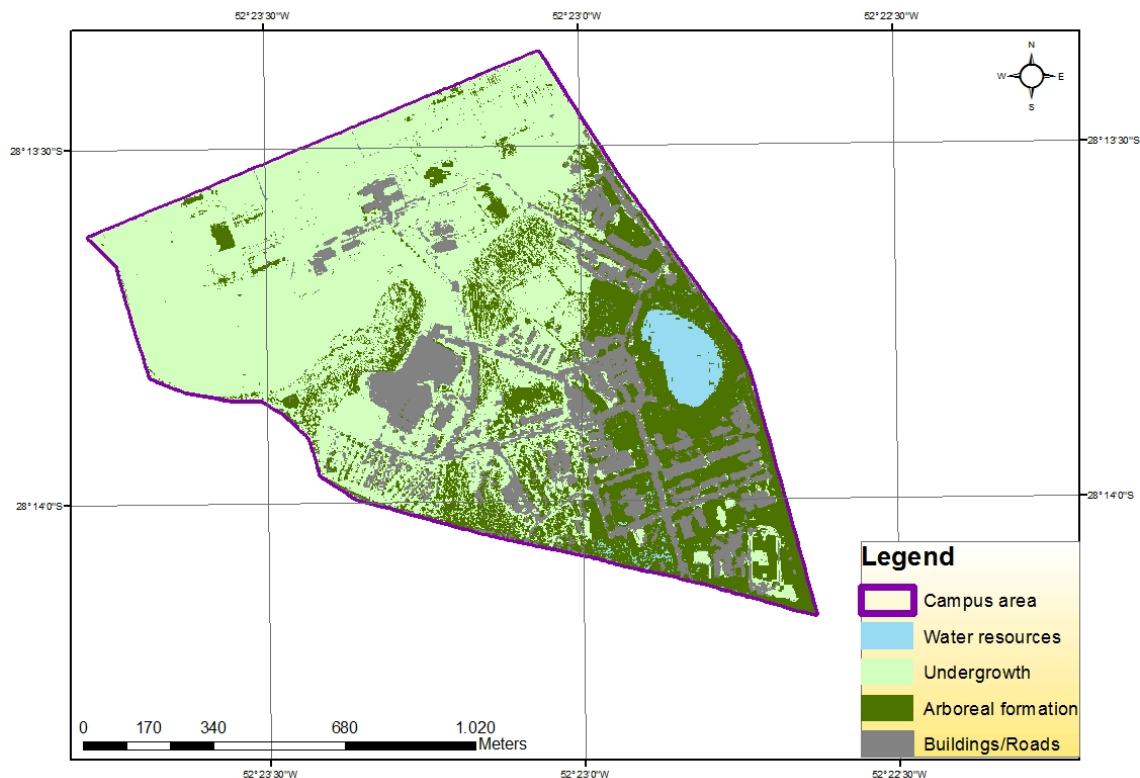 52°23'30"W 52°23'0"W 52°22'30"W
N
W E
S
28°13'30"S 28°13'30"S
28°14'0"S 28°14'0"S
Legend
Campus area
Water resources
Undergrowth
Arboreal formation
Buildings/Roads
0 170 340 680 1.020
Meters
52°23'30"W 52°23'0"W 52°22'30"W